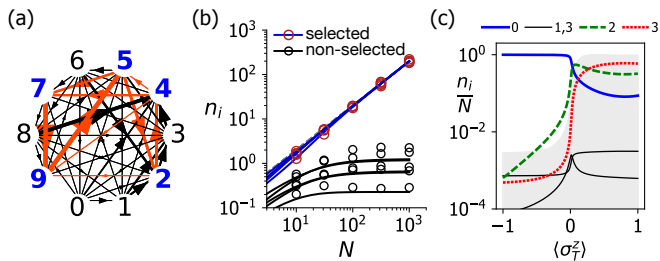 (a)
6
5
7
4
8
3
9
2
0
1
(b)
selected
non-selected
n_i
10^3
10^2
10^1
10^0
10^-1
10^1
10^2
10^3
N
(c)
0
1,3
2
3
n_i
N
10^0
10^-2
10^-4
-1
0
1
⟨σ_T^z⟩